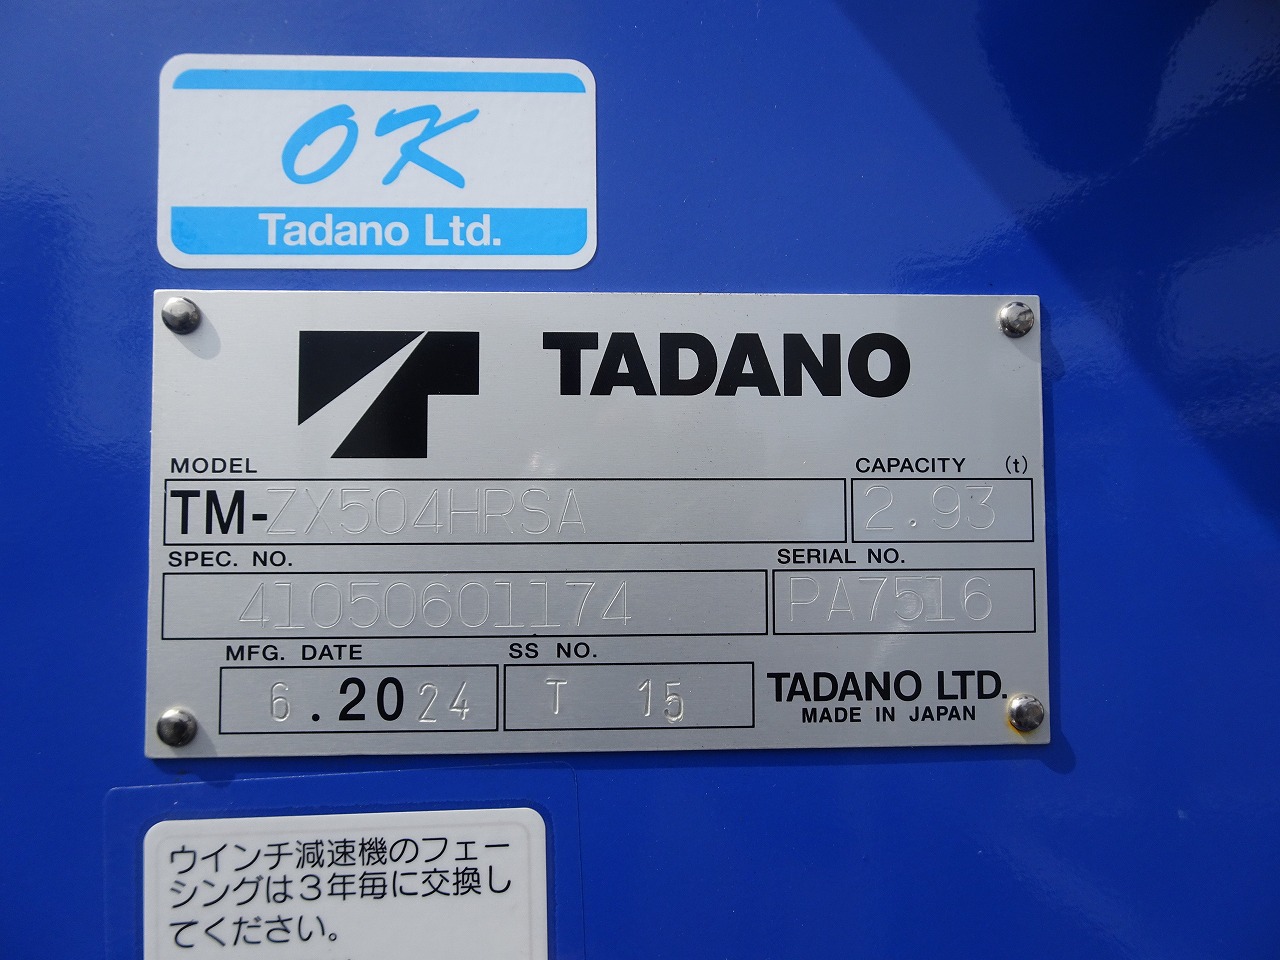 OK
Tadano Ltd.
TADANO
MODEL
CAPACITY (t)
TM-ZX504HRSA
2.93
SPEC. NO.
SERIAL NO.
41050601174
PA7516
MFG. DATE
SS NO.
6 .2024
T 15
TADANO LTD.
MADE IN JAPAN
ウインチ減速機のフェー
シングは3年毎に交換し
てください。